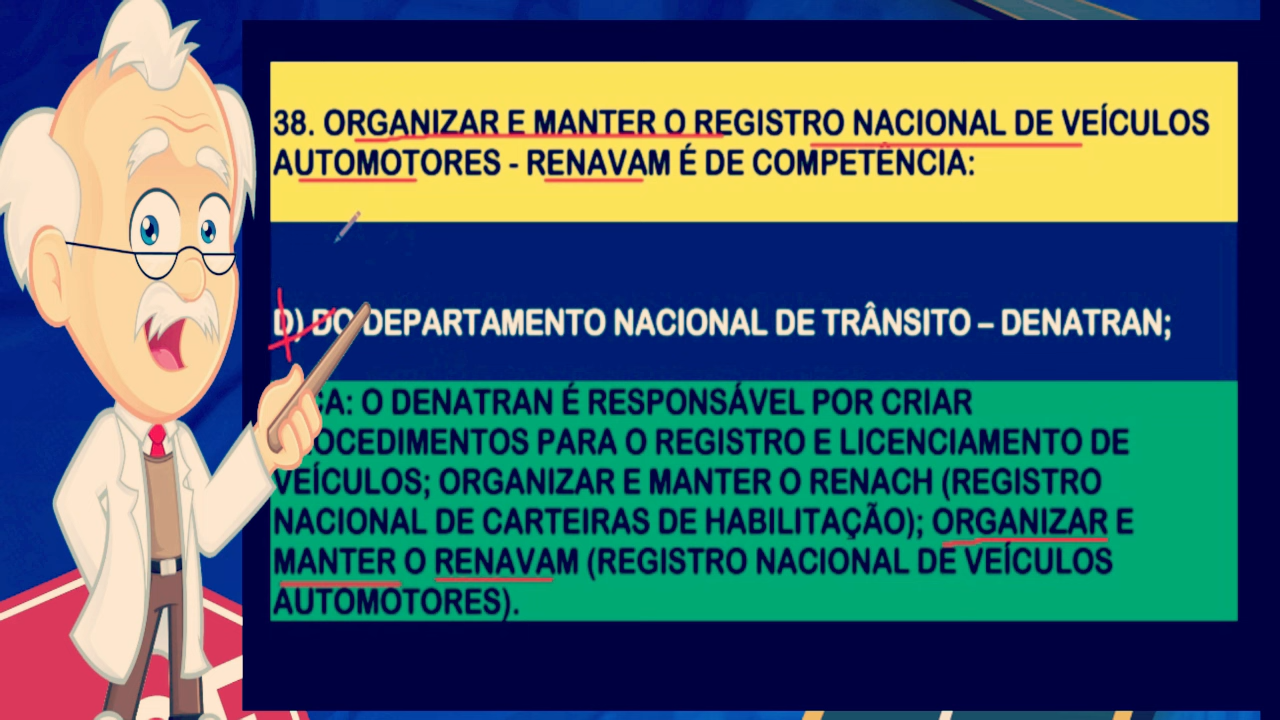 38. ORGANIZAR E MANTER O REGISTRO NACIONAL DE VEÍCULOS
AUTOMOTORES - RENAVAM É DE COMPETÊNCIA:
D) DO DEPARTAMENTO NACIONAL DE TRÂNSITO – DENATRAN;
O DENATRAN É RESPONSÁVEL POR CRIAR
PARA O REGISTRO E LICENCIAMENTO DE
VEÍCULOS; ORGANIZAR E MANTER O RENACH (REGISTRO
NACIONAL DE CARTEIRAS DE HABILITAÇÃO); ORGANIZAR E
MANTER O RENAVAM (REGISTRO NACIONAL DE VEÍCULOS
AUTOMOTORES).